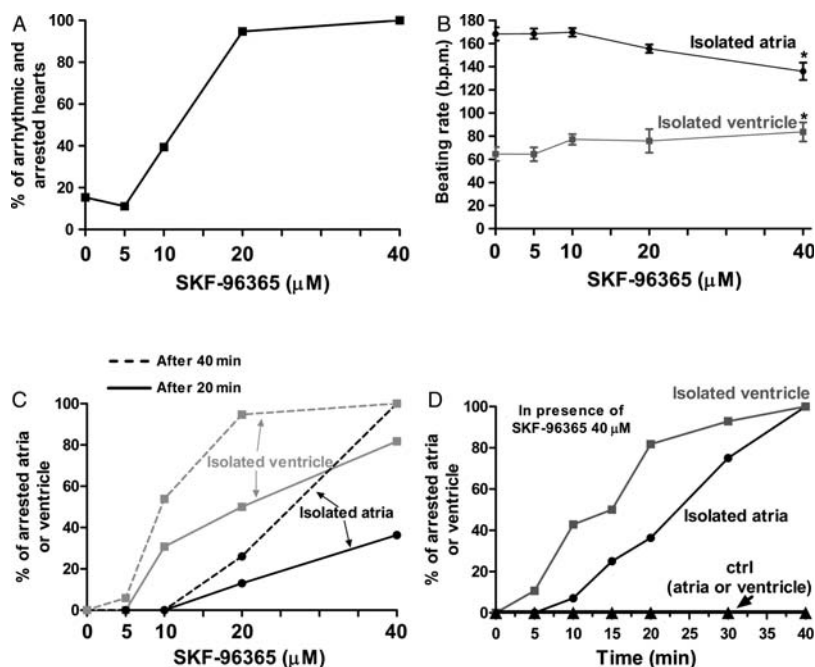 A
% of arrhythmic and
arrested hearts
100
80
60
40
20
0
0 5 10 20 40
SKF-96365 (μM)
B
Beating rate (b.p.m.)
180
160
140
120
100
80
60
40
20
0
Isolated atria
*
Isolated ventricle
*
0 5 10 20 40
SKF-96365 (μM)
After 40 min
After 20 min
C
% of arrested atria
or ventricle
100
80
60
40
20
0
Isolated ventricle
Isolated atria
0 5 10 20 40
SKF-96365 (μM)
D
% of arrested atria
or ventricle
100
80
60
40
20
0
In presence of
SKF-96365 40 μM
Isolated ventricle
Isolated atria
ctrl
(atria or ventricle)
0 5 10 15 20 30 40
Time (min)